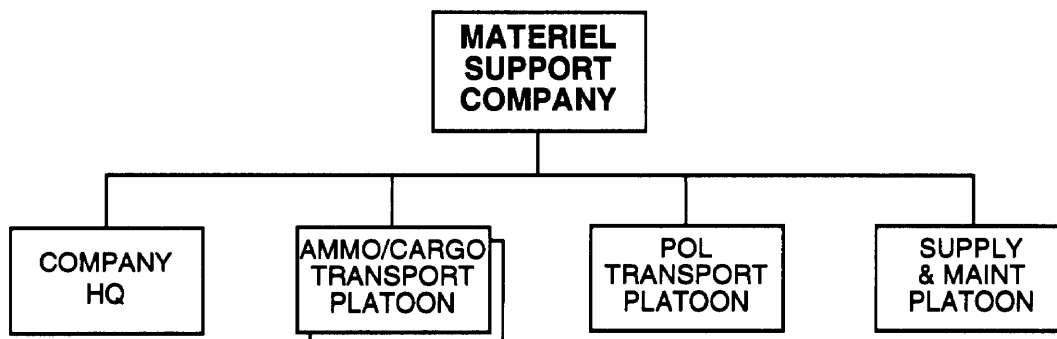 MATERIEL
SUPPORT
COMPANY
COMPANY
HQ
AMMO/CARGO
TRANSPORT
PLATOON
POL
TRANSPORT
PLATOON
SUPPLY
& MAINT
PLATOON